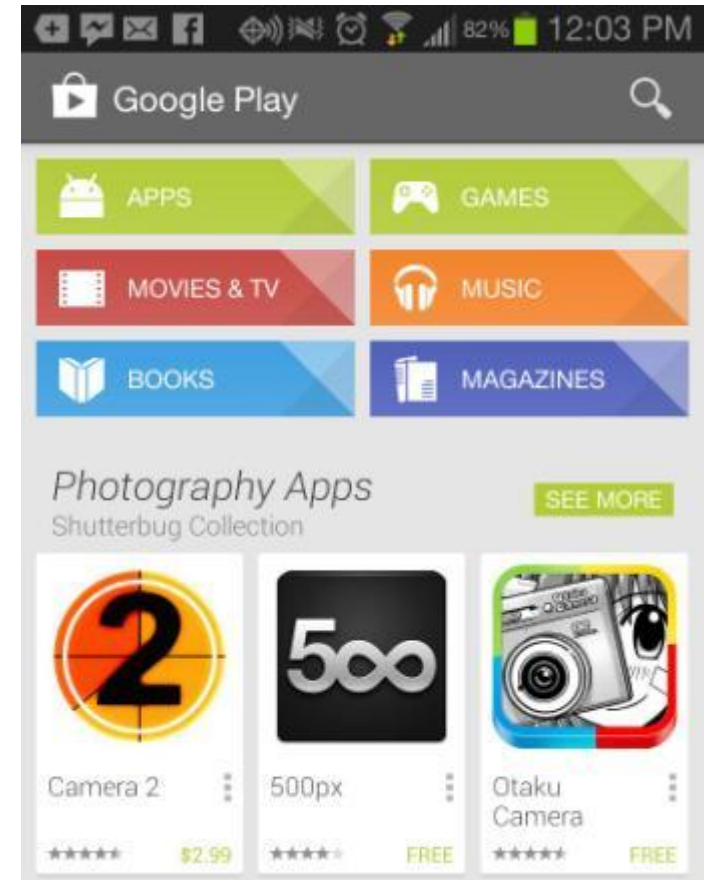 82% 12:03 PM
Google Play
APPS
GAMES
MOVIES & TV
MUSIC
BOOKS
MAGAZINES
Photography Apps
SEE MORE
Shutterbug Collection
2
500
Camera 2
500px
Otaku Camera
$2.99
FREE
FREE